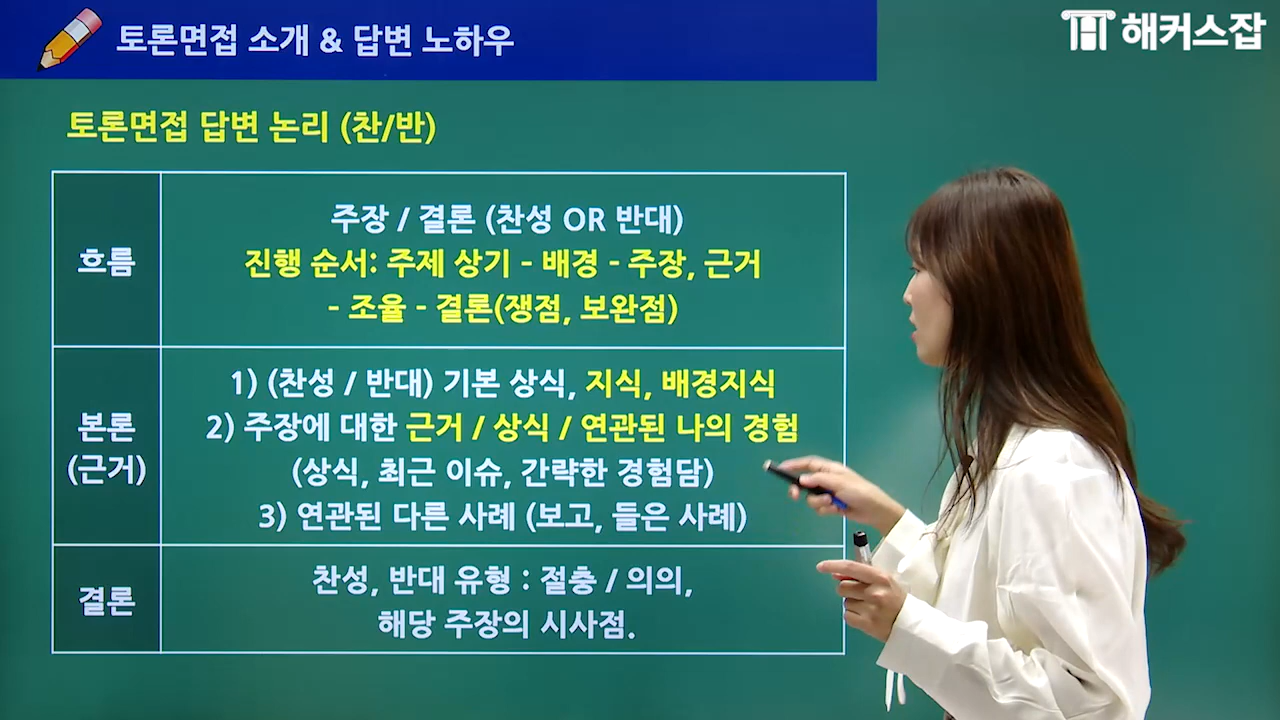 토론면접 소개 & 답변 노하우
해커스잡
토론면접 답변 논리 (찬/반)
흐름
주장 / 결론 (찬성 OR 반대)
진행 순서: 주제 상기 - 배경 - 주장, 근거
- 조율 - 결론(쟁점, 보완점)
본론
(근거)
1) (찬성 / 반대) 기본 상식, 지식, 배경지식
2) 주장에 대한 근거 / 상식 / 연관된 나의 경험
(상식, 최근 이슈, 간략한 경험담)
3) 연관된 다른 사례 (보고, 들은 사례)
결론
찬성, 반대 유형 : 절충 / 의의,
해당 주장의 시사점.